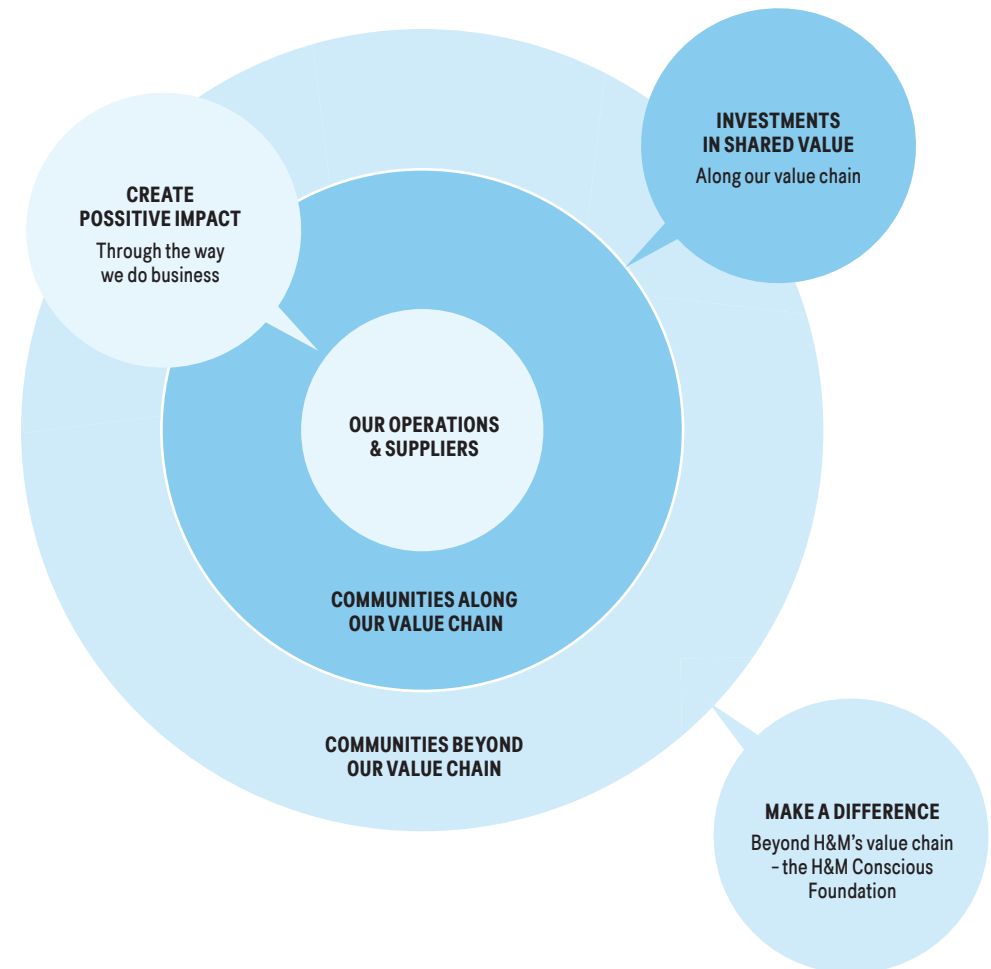 INVESTMENTS
IN SHARED VALUE
Along our value chain
CREATE
POSSITIVE IMPACT
Through the way
we do business
OUR OPERATIONS
& SUPPLIERS
COMMUNITIES ALONG
OUR VALUE CHAIN
COMMUNITIES BEYOND
OUR VALUE CHAIN
MAKE A DIFFERENCE
Beyond H&M's value chain
– the H&M Conscious
Foundation